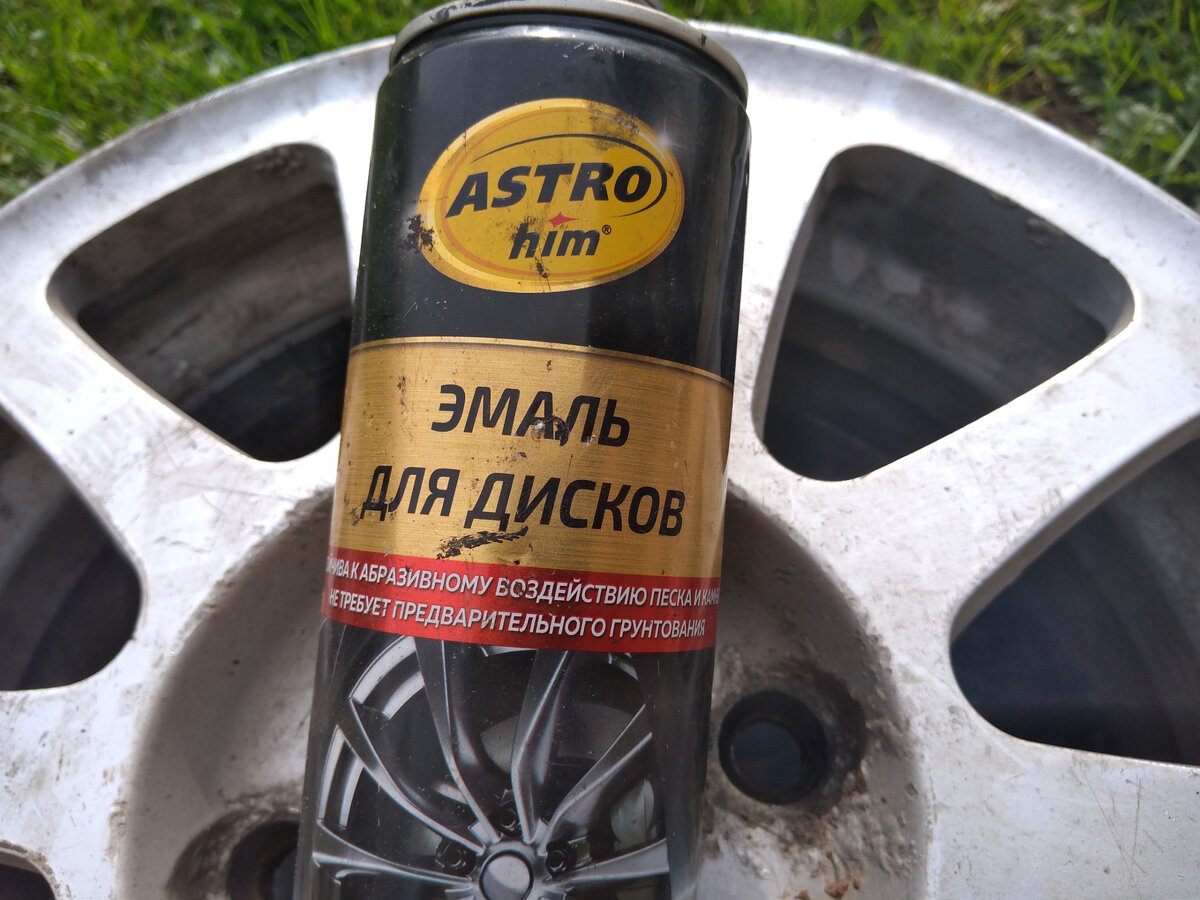 ASTRO
him®
ЭМАЛЬ
ДЛЯ ДИСКОВ
К АБРАЗИВНОМУ ВОЗДЕЙСТВИЮ ПЕСКА И
НЕ ТРЕБУЕТ ПРЕДВАРИТЕЛЬНОГО ГРУНТОВАНИЯ